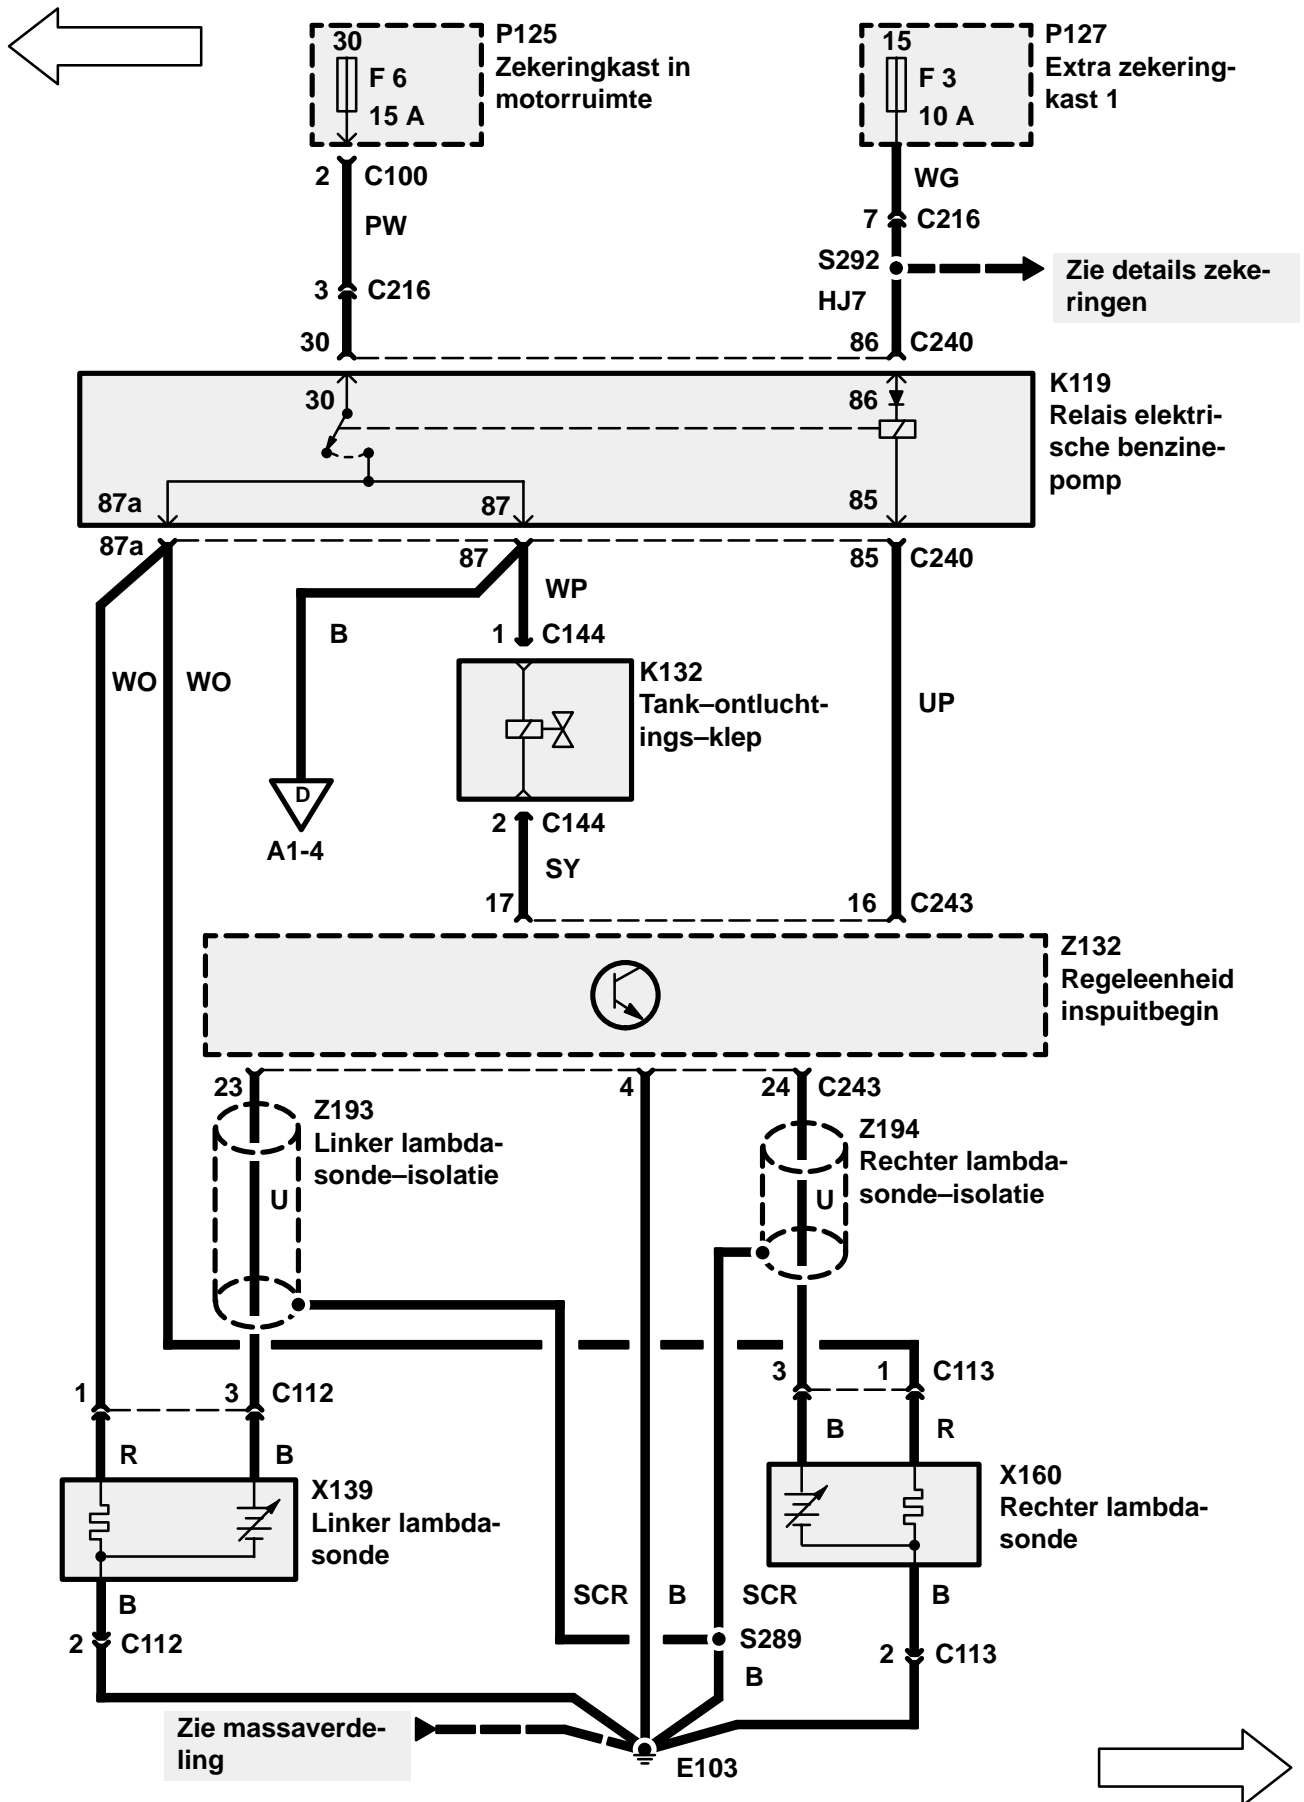 30
F 6
15 A
P125
Zekeringkast in
motorruimte
15
F 3
10 A
P127
Extra zekering-
kast 1
2
C100
WG
PW
7
C216
S292
Zie details zeke-
ringen
3
C216
HJ7
30
86
C240
K119
Relais elektri-
sche benzine-
pomp
30
86
87a
87
85
87a
87
85
C240
WP
B
1
C144
WO
WO
K132
Tank–ontlucht-
ings–klep
UP
D
A1-4
2
C144
SY
17
16
C243
Z132
Regeleenheid
inspuitbegin
23
4
24
C243
Z193
Linker lambda-
sonde–isolatie
Z194
Rechter lambda-
sonde–isolatie
U
U
1
3
C112
3
1
C113
R
B
B
R
X139
Linker lambda-
sonde
X160
Rechter lambda-
sonde
B
SCR
B
SCR
B
2
C112
S289
2
C113
B
Zie massaverde-
ling
E103